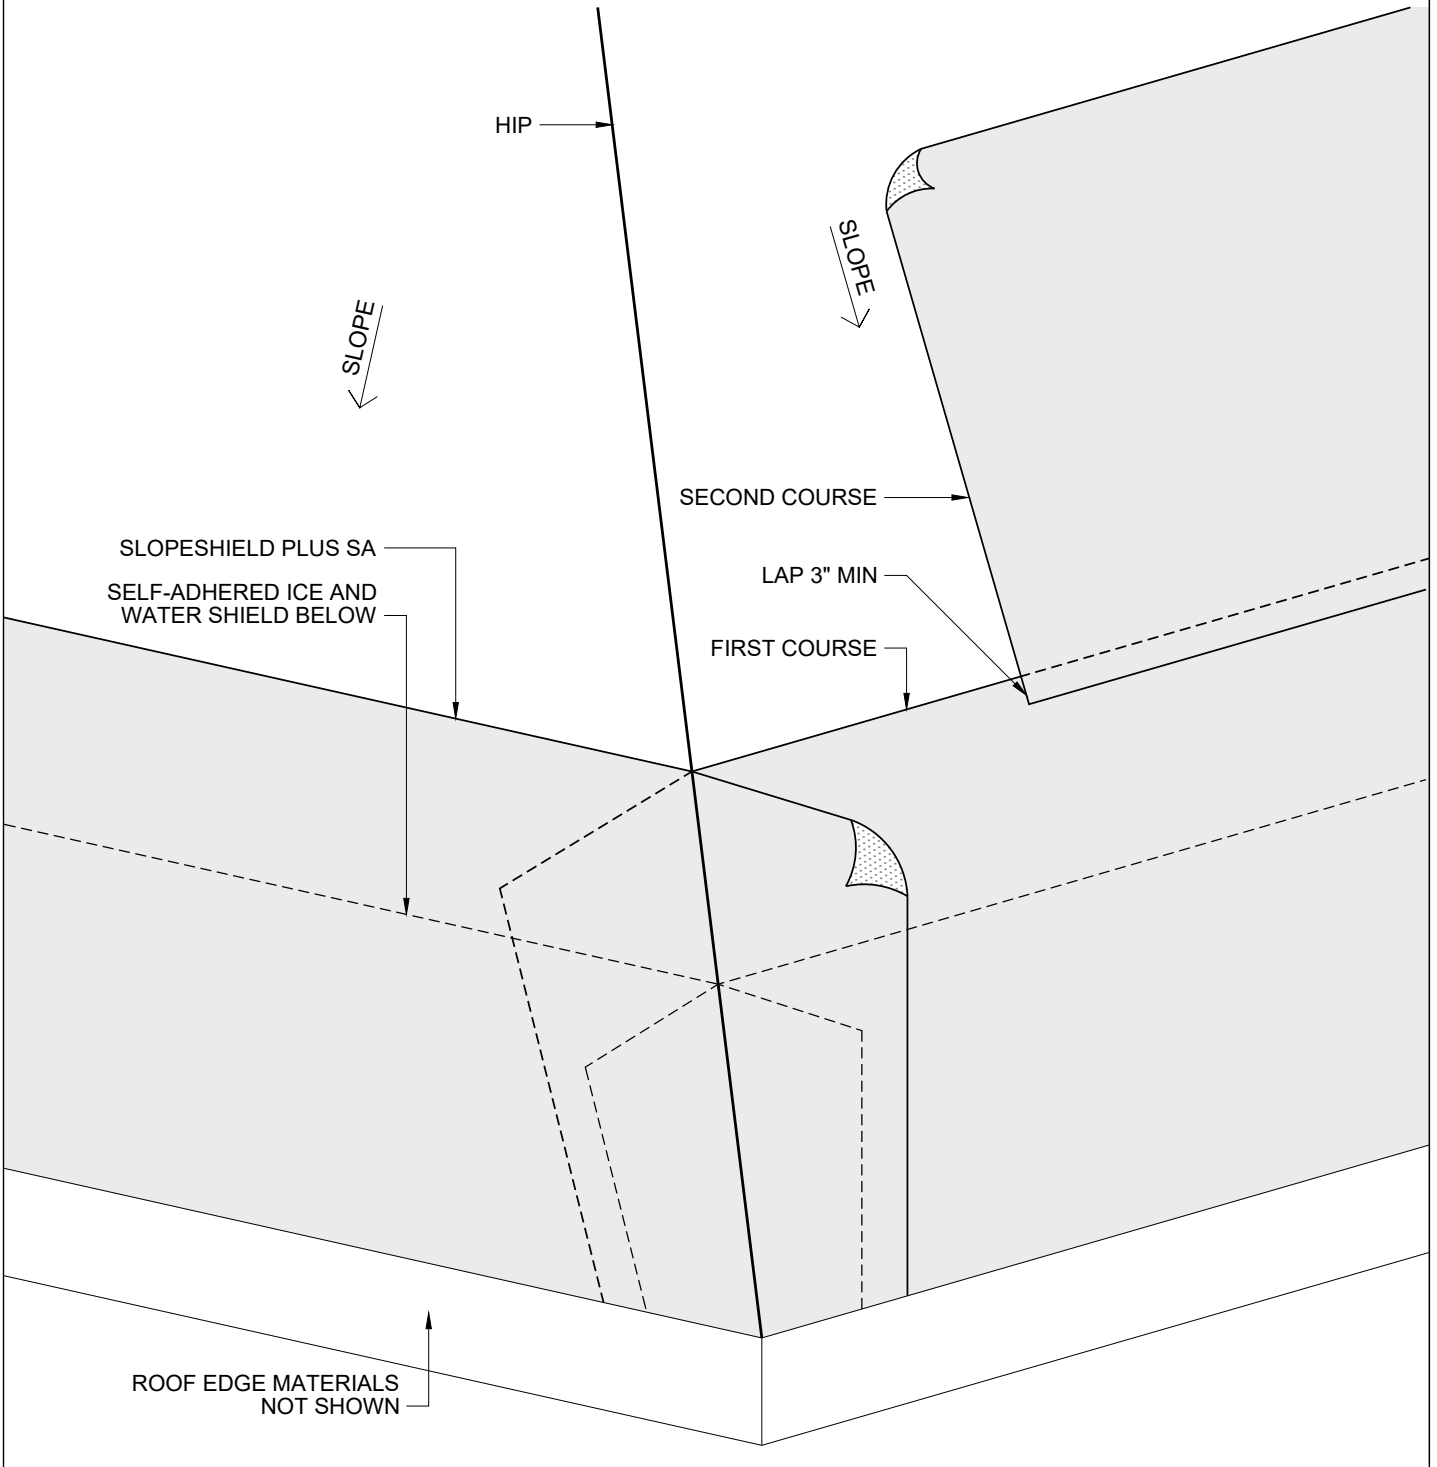 HIP
SLOPE
SLOPE
SECOND COURSE
SLOPESHIELD PLUS SA
LAP 3" MIN
SELF-ADHERED ICE AND
WATER SHIELD BELOW
FIRST COURSE
ROOF EDGE MATERIALS
NOT SHOWN